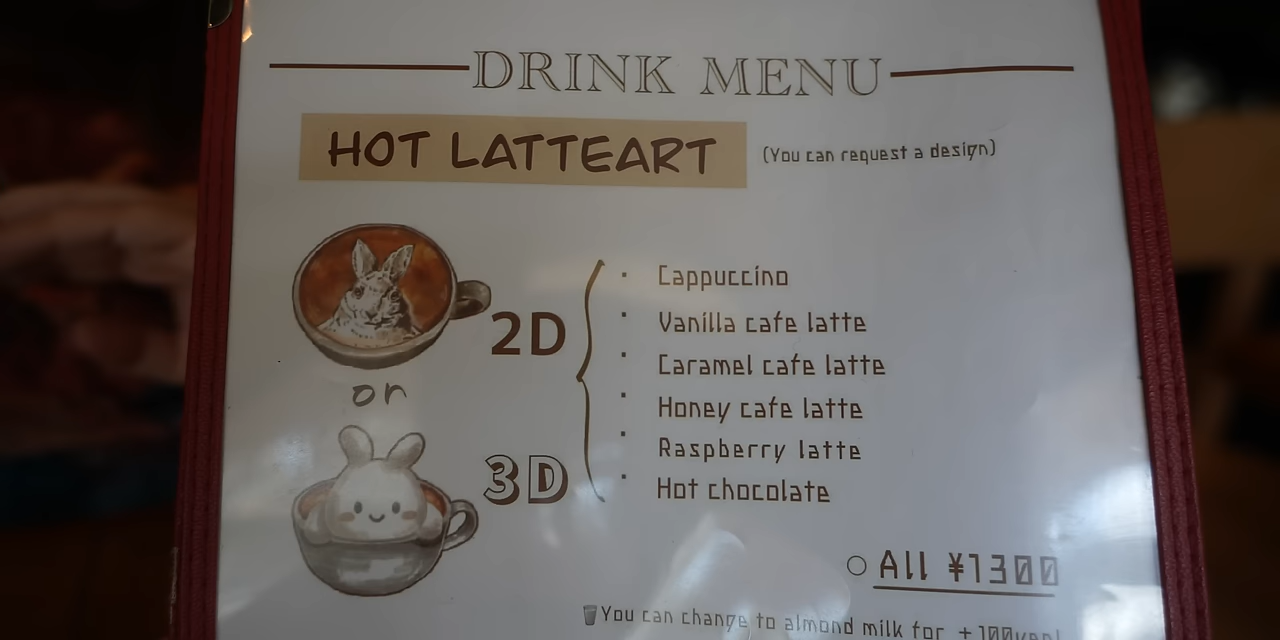 DRINK MENU
HOT LATTEART (You can request a design)
2D
or
3D
· Cappuccino
· Vanilla cafe latte
· Caramel cafe latte
· Honey cafe latte
· Raspberry latte
· Hot chocolate
○ All ¥1300
You can change to almond milk for +100yen!